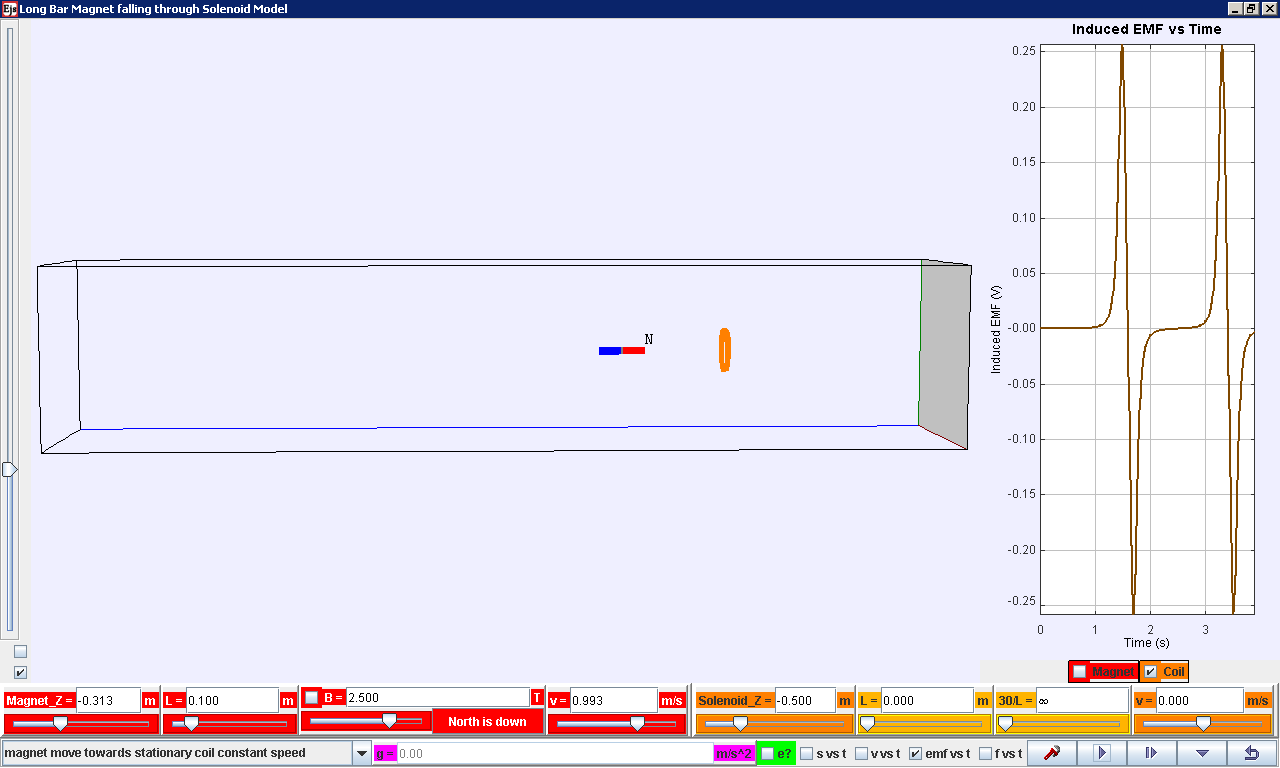 Ejs Long Bar Magnet falling through Solenoid Model
Induced EMF vs Time
0.25
0.20
0.15
0.10
0.05
-0.00
-0.05
-0.10
-0.15
-0.20
-0.25
Induced EMF (V)
0 1 2 3
Time (s)
N
Magnet Coil
Magnet_Z = -0.313 m L = 0.100 m B = 2.500 T v = 0.993 m/s Solenoid_Z = -0.500 m L = 0.000 m 30/L = ∞ v = 0.000 m/s
North is down
magnet move towards stationary coil constant speed g = 0.00 m/s^2 e? s vs t v vs t emf vs t f vs t